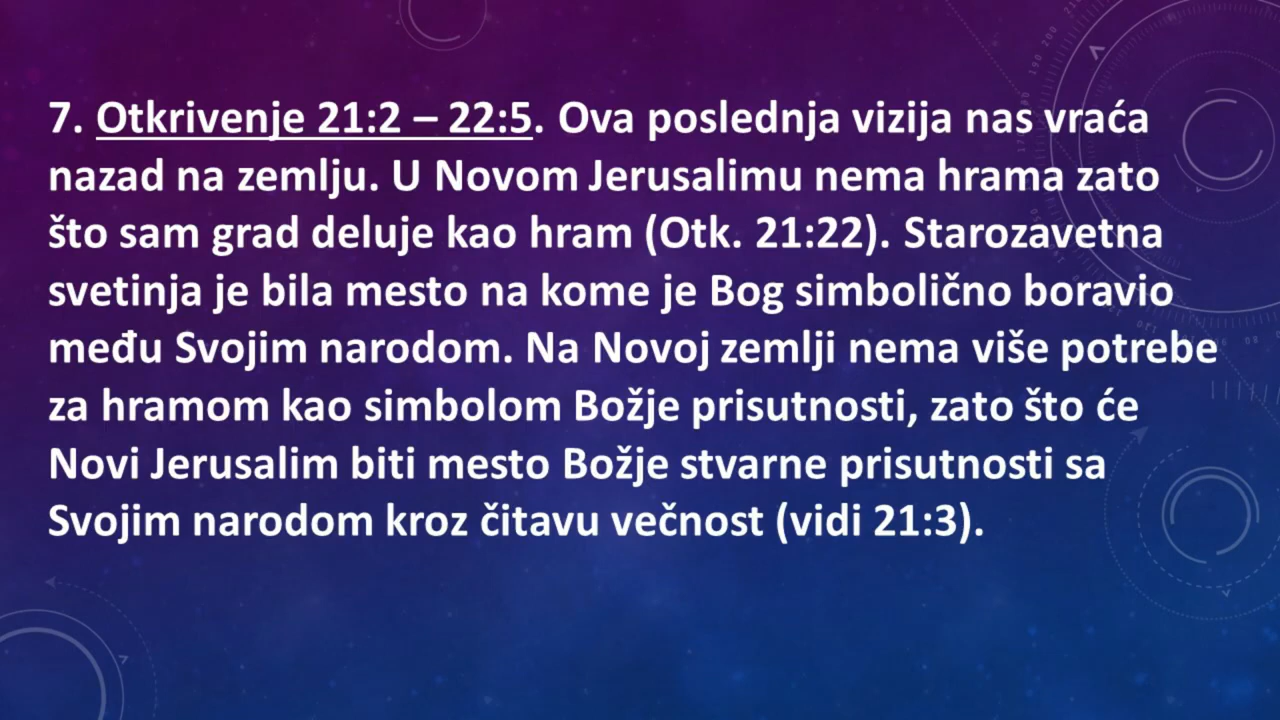 7. Otkrivenje 21:2 – 22:5. Ova poslednja vizija nas vraća
nazad na zemlju. U Novom Jerusalimu nema hrama zato
što sam grad deluje kao hram (Otk. 21:22). Starozavetna
svetinja je bila mesto na kome je Bog simbolično boravio
među Svojim narodom. Na Novoj zemlji nema više potrebe
za hramom kao simbolom Božje prisutnosti, zato što će
Novi Jerusalim biti mesto Božje stvarne prisutnosti sa
Svojim narodom kroz čitavu večnost (vidi 21:3).